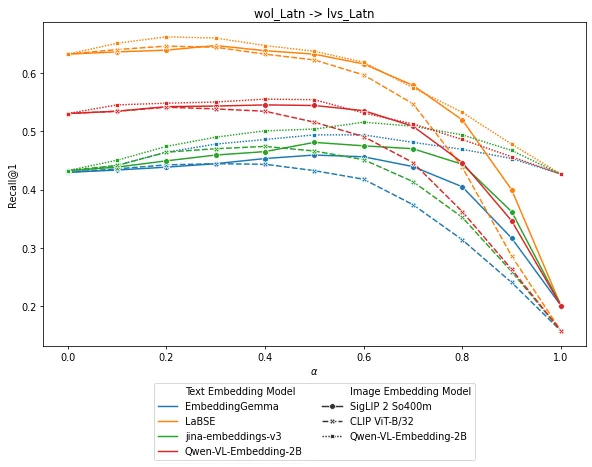 wol_Latn -> lvs_Latn
Recall@1
0.6
0.5
0.4
0.3
0.2
0.0 0.2 0.4 0.6 0.8 1.0
α
Text Embedding Model Image Embedding Model
EmbeddingGemma SigLIP 2 So400m
LaBSE CLIP ViT-B/32
jina-embeddings-v3 Qwen-VL-Embedding-2B
Qwen-VL-Embedding-2B